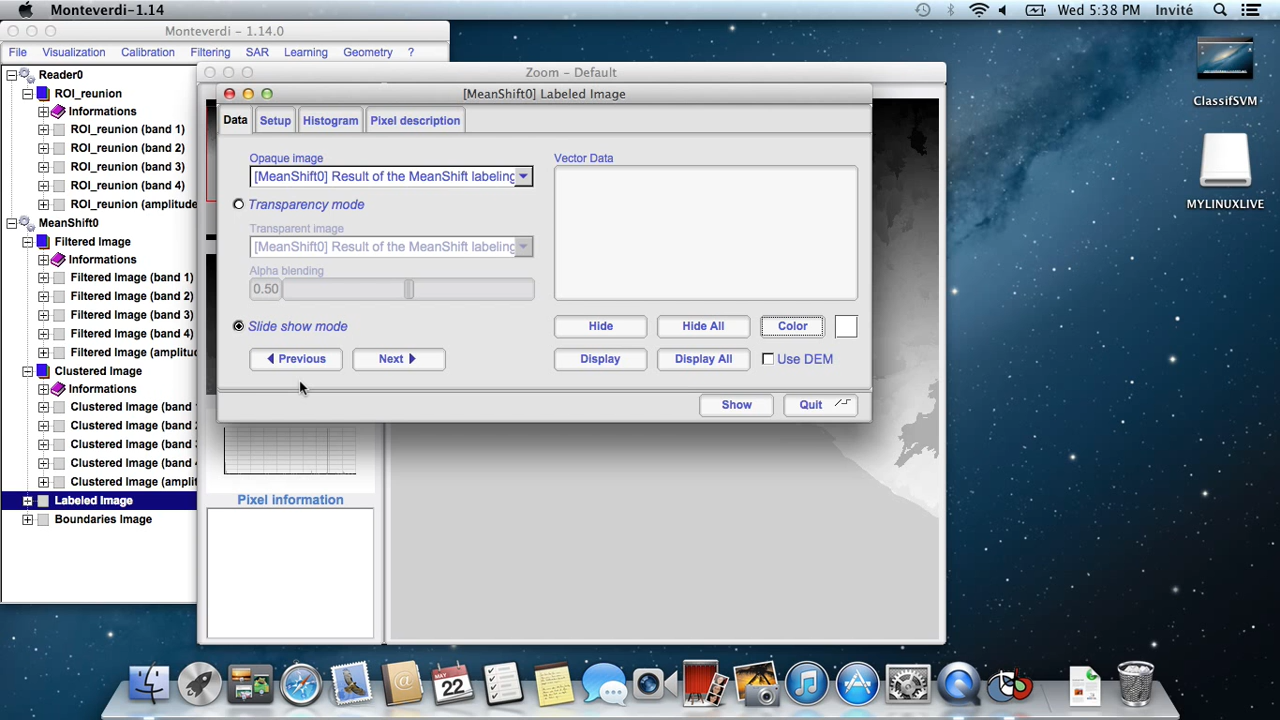 Monteverdi-1.14
Wed 5:38 PM Invité
Monteverdi - 1.14.0
File Visualization Calibration Filtering SAR Learning Geometry ?
Reader0
ROI_reunion
Informations
ROI_reunion (band 1)
ROI_reunion (band 2)
ROI_reunion (band 3)
ROI_reunion (band 4)
ROI_reunion (amplitude
MeanShift0
Filtered Image
Informations
Filtered Image (band 1)
Filtered Image (band 2)
Filtered Image (band 3)
Filtered Image (band 4)
Filtered Image (amplitu
Clustered Image
Informations
Clustered Image (band
Clustered Image (band 2
Clustered Image (band 3
Clustered Image (band 4
Clustered Image (ampli
Labeled Image
Boundaries Image
Zoom - Default
[MeanShift0] Labeled Image
Data Setup Histogram Pixel description
Opaque image
[MeanShift0] Result of the MeanShift labeling
Transparency mode
Transparent image
[MeanShift0] Result of the MeanShift labeling
Alpha blending
0.50
Slide show mode
Previous Next
Vector Data
Hide Hide All Color
Display Display All Use DEM
Show Quit
Pixel information
ClassifSVM
MYLINUXLIVE
MAY
22